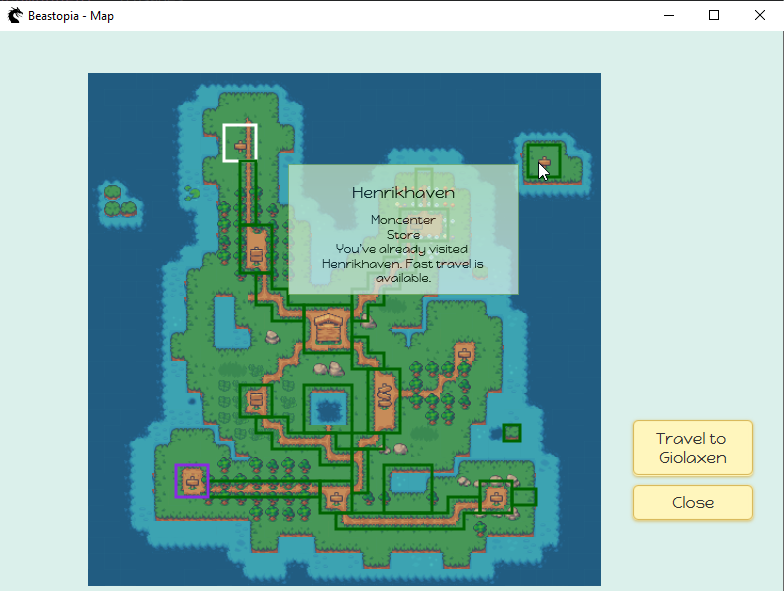 Beastopia - Map
Henrikhaven
Moncenter
Store
You've already visited
Henrikhaven. Fast travel is
available.
Travel to
Giolaxen
Close